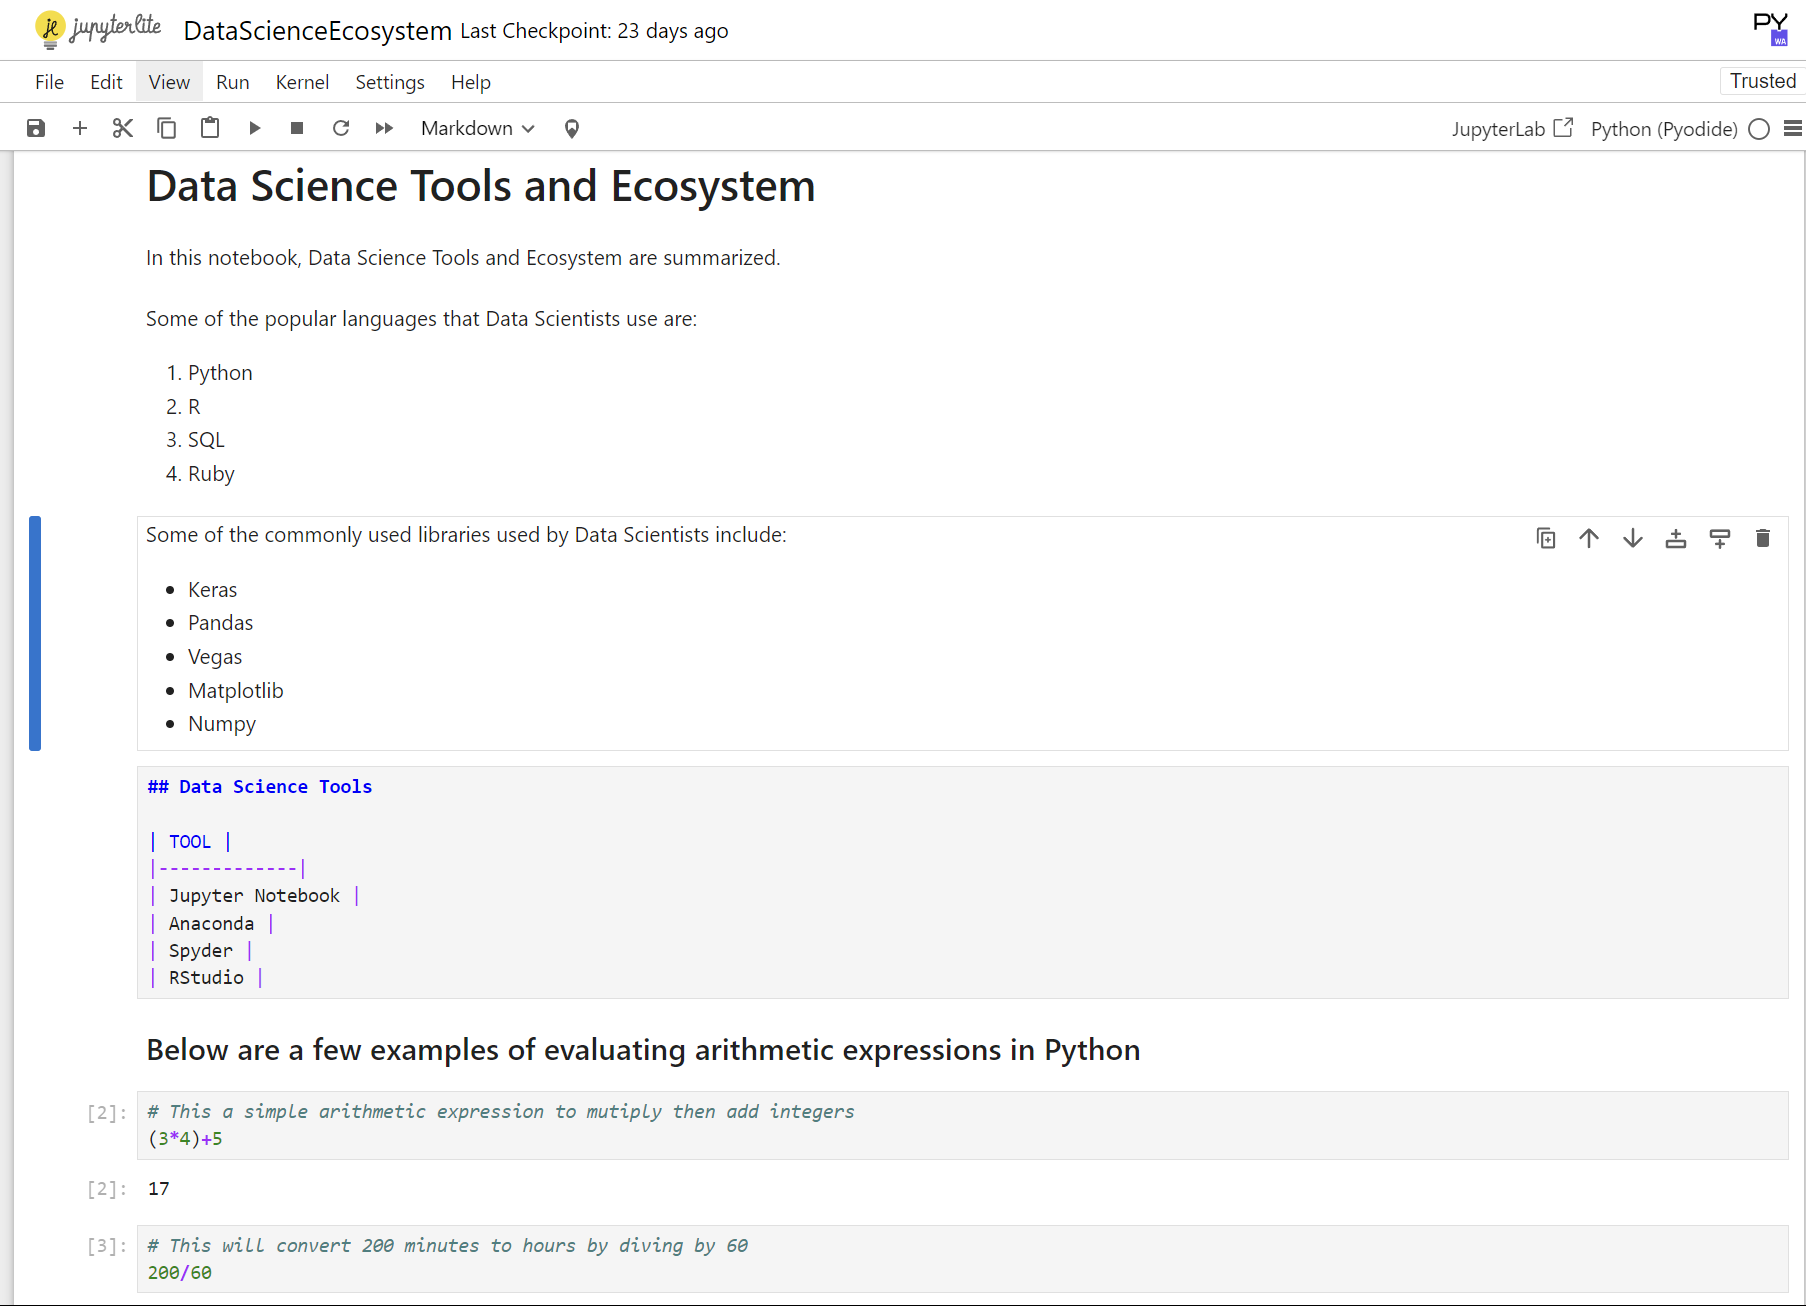 jupyterlite DataScienceEcosystem Last Checkpoint: 23 days ago PY WA
File Edit View Run Kernel Settings Help Trusted
Markdown JupyterLab Python (Pyodide)
Data Science Tools and Ecosystem
In this notebook, Data Science Tools and Ecosystem are summarized.
Some of the popular languages that Data Scientists use are:
1. Python
2. R
3. SQL
4. Ruby
Some of the commonly used libraries used by Data Scientists include:
• Keras
• Pandas
• Vegas
• Matplotlib
• Numpy
## Data Science Tools
| TOOL |
|-------------|
| Jupyter Notebook |
| Anaconda |
| Spyder |
| RStudio |
Below are a few examples of evaluating arithmetic expressions in Python
[2]: # This a simple arithmetic expression to mutiply then add integers
(3*4)+5
[2]: 17
[3]: # This will convert 200 minutes to hours by diving by 60
200/60